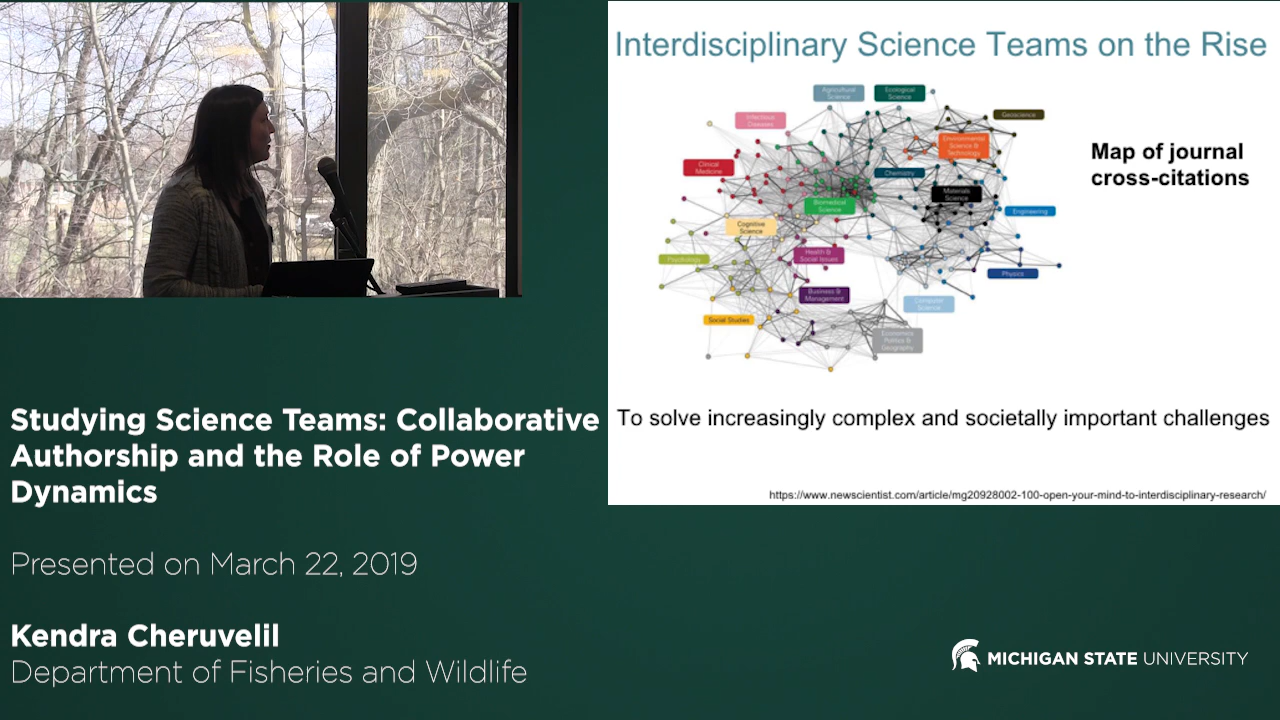 Interdisciplinary Science Teams on the Rise
Agricultural
Science
Ecological
Science
Geoscience
Infectious
Diseases
Environmental
Science &
Technology
Clinical
Medicine
Chemistry
Materials
Science
Biomedical
Science
Engineering
Cognitive
Science
Psychology
Health &
Social Issues
Physics
Business &
Management
Computer
Science
Social Studies
Economics
Politics &
Geography
Map of journal
cross-citations
To solve increasingly complex and societally important challenges
https://www.newscientist.com/article/mg20928002-100-open-your-mind-to-interdisciplinary-research/
Studying Science Teams: Collaborative
Authorship and the Role of Power
Dynamics
Presented on March 22, 2019
Kendra Cheruvelil
Department of Fisheries and Wildlife
MICHIGAN STATE UNIVERSITY